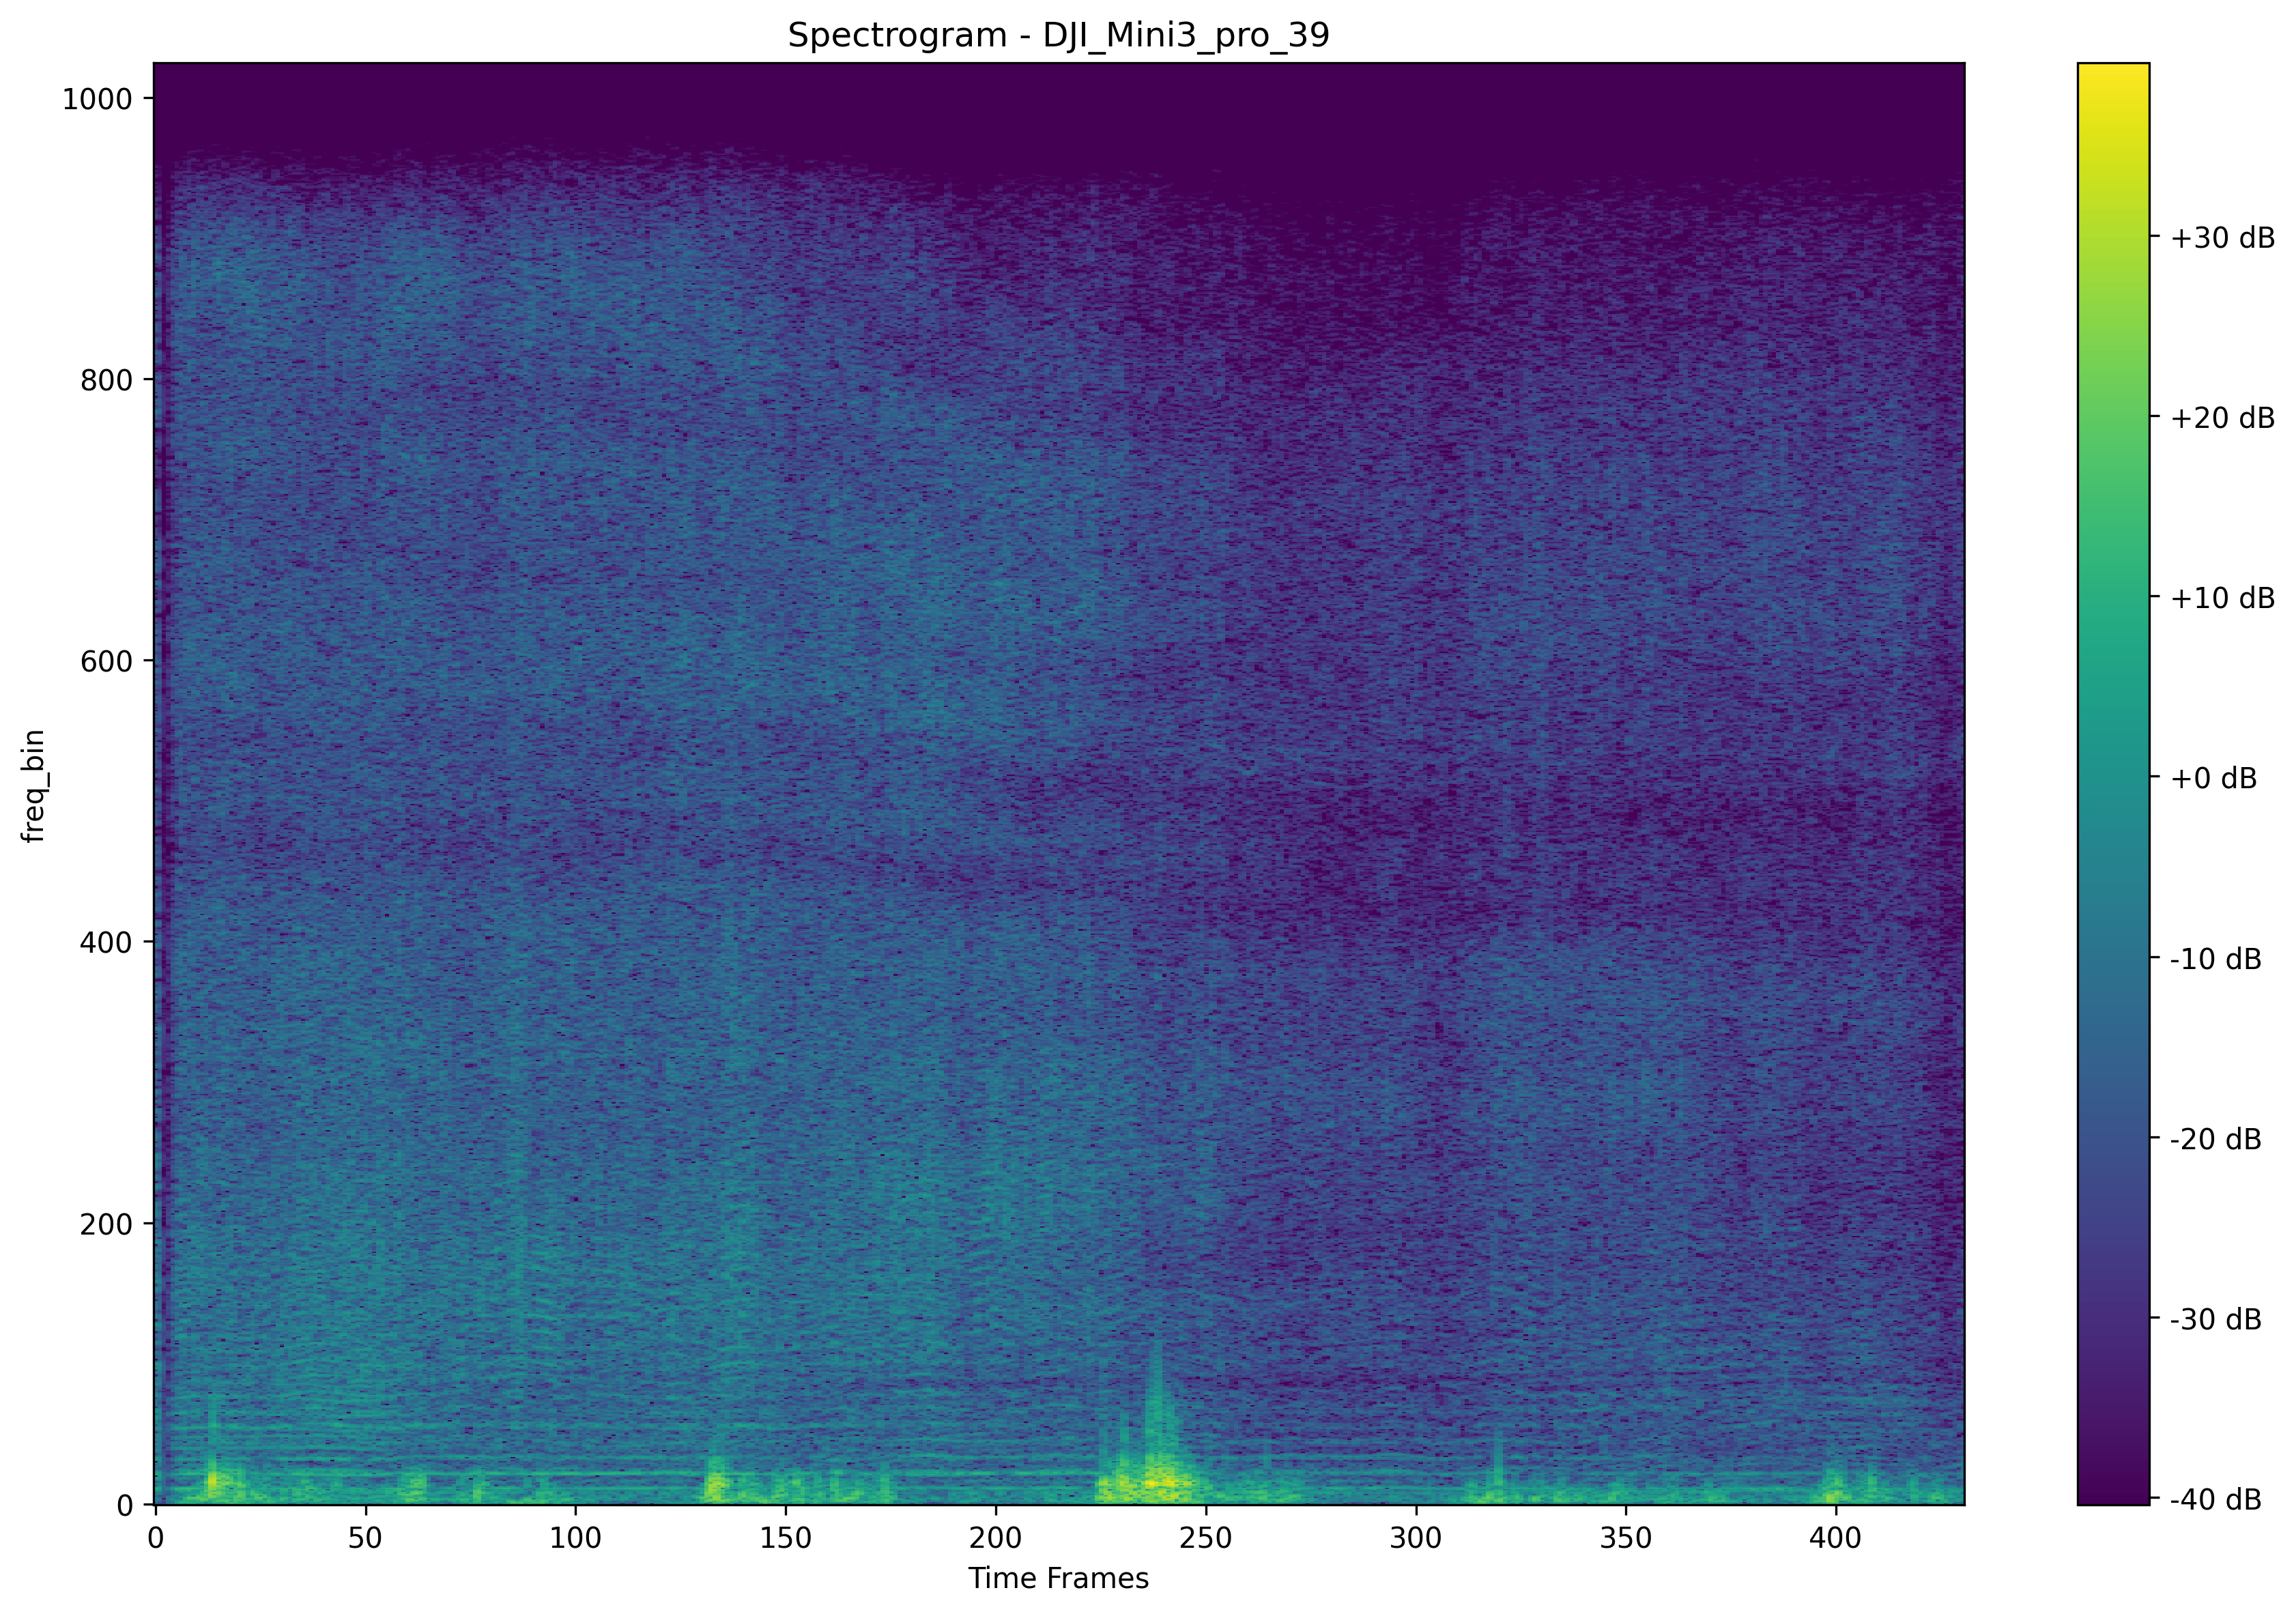 Spectrogram - DJI_Mini3_pro_39
1000
800
600
400
200
0
freq_bin
0 50 100 150 200 250 300 350 400
Time Frames
+30 dB
+20 dB
+10 dB
+0 dB
-10 dB
-20 dB
-30 dB
-40 dB